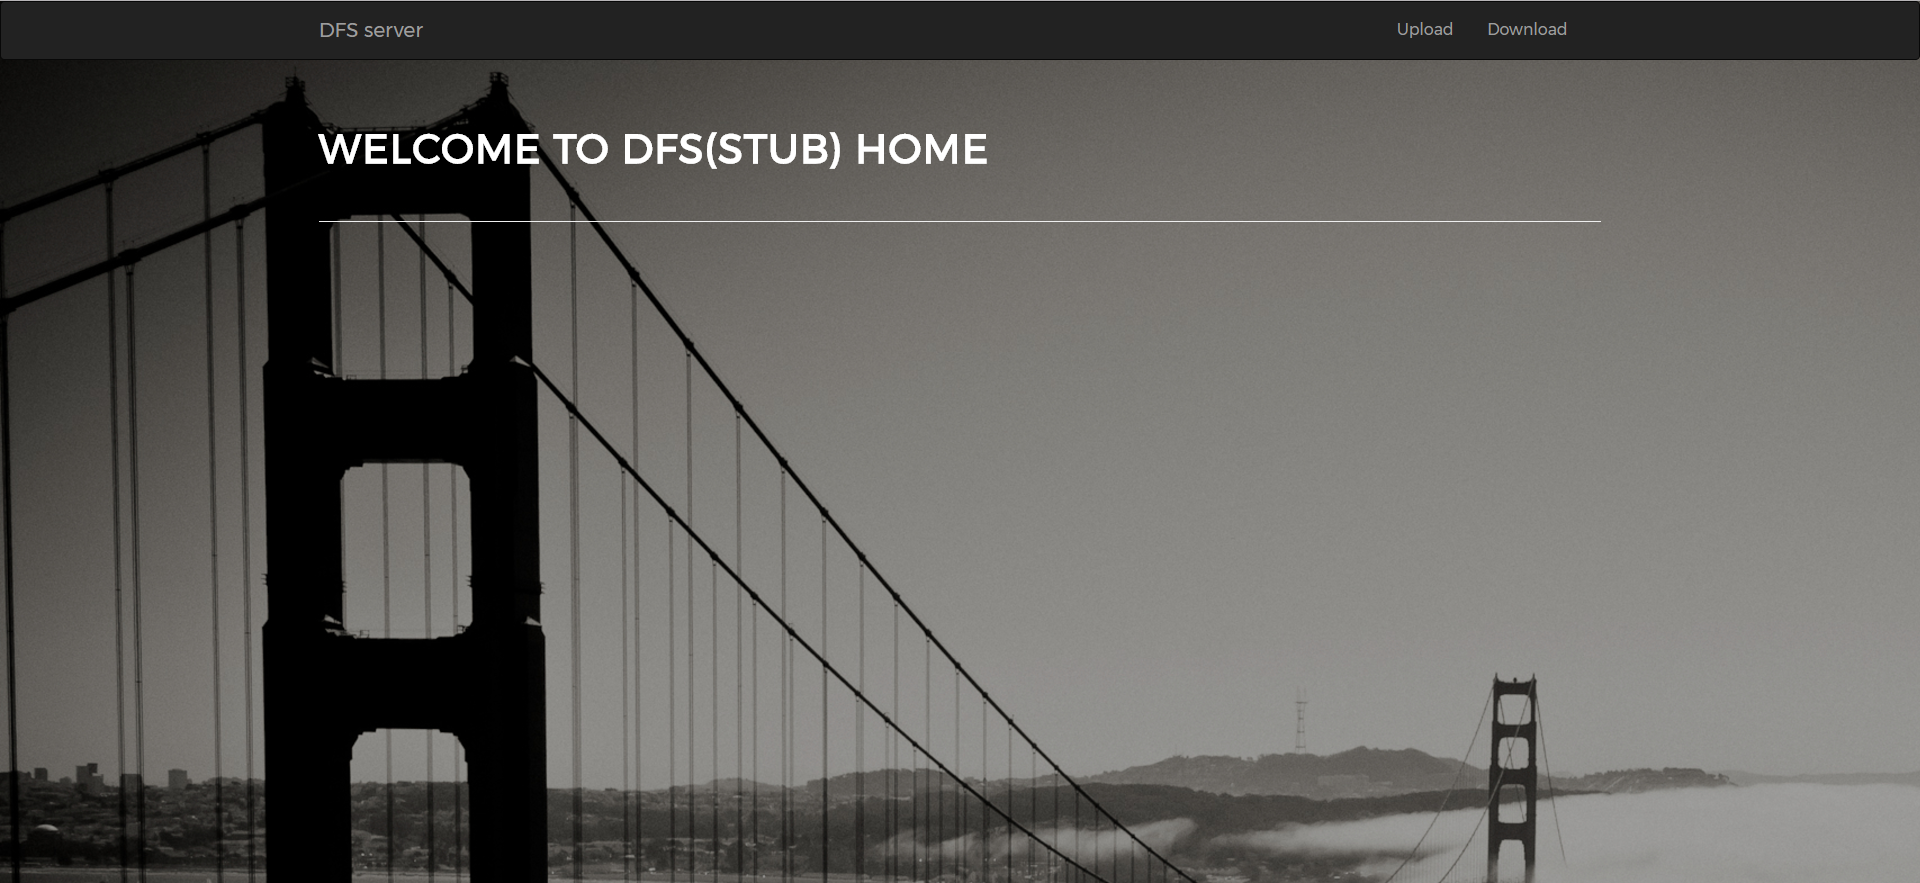 DFS server
Upload Download
WELCOME TO DFS(STUB) HOME